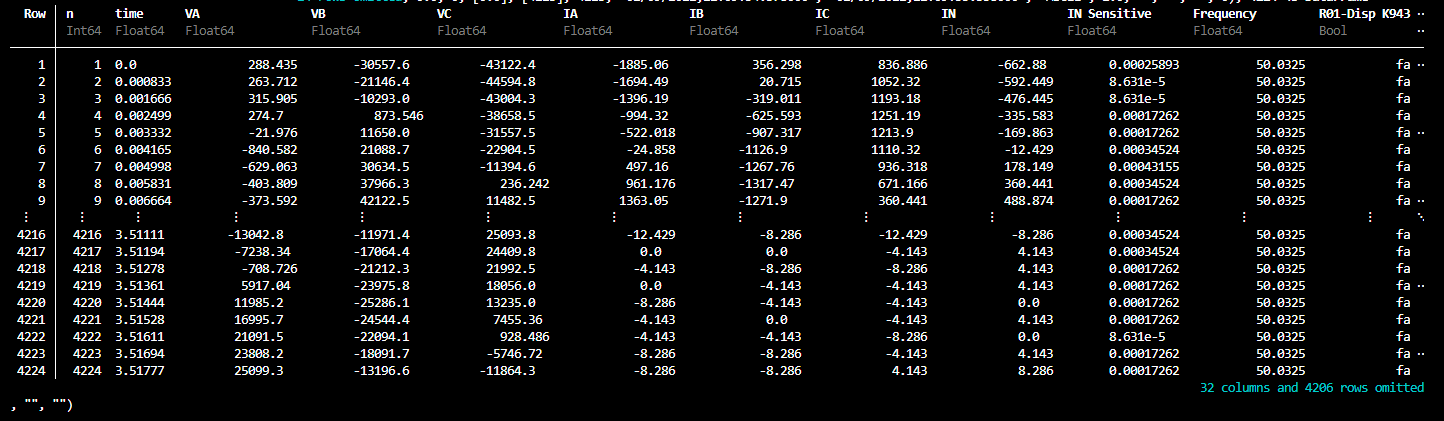 Row n time VA VB VC IA IB IC IN IN Sensitive Frequency R01-Disp K943 ⋯
Int64 Float64 Float64 Float64 Float64 Float64 Float64 Float64 Float64 Float64 Float64 Bool ⋯
1 1 0.0 288.435 -30557.6 -43122.4 -1885.06 356.298 836.886 -662.88 0.00025893 50.0325 fa ⋯
2 2 0.000833 263.712 -21146.4 -44594.8 -1694.49 20.715 1052.32 -592.449 8.631e-5 50.0325 fa
3 3 0.001666 315.905 -10293.0 -43004.3 -1396.19 -319.011 1193.18 -476.445 8.631e-5 50.0325 fa
4 4 0.002499 274.7 873.546 -38658.5 -994.32 -625.593 1251.19 -335.583 0.00017262 50.0325 fa
5 5 0.003332 -21.976 11650.0 -31557.5 -522.018 -907.317 1213.9 -169.863 0.00017262 50.0325 fa ⋯
6 6 0.004165 -840.582 21088.7 -22904.5 -24.858 -1126.9 1110.32 -12.429 0.00034524 50.0325 fa
7 7 0.004998 -629.063 30634.5 -11394.6 497.16 -1267.76 936.318 178.149 0.00043155 50.0325 fa
8 8 0.005831 -403.809 37966.3 236.242 961.176 -1317.47 671.166 360.441 0.00034524 50.0325 fa
9 9 0.006664 -373.592 42122.5 11482.5 1363.05 -1271.9 360.441 488.874 0.00017262 50.0325 fa ⋯
⋮ ⋮ ⋮ ⋮ ⋮ ⋮ ⋮ ⋮ ⋮ ⋮ ⋮ ⋮ ⋮ ⋱
4216 4216 3.51111 -13042.8 -11971.4 25093.8 -12.429 -8.286 -12.429 -8.286 0.00034524 50.0325 fa
4217 4217 3.51194 -7238.34 -17064.4 24409.8 0.0 0.0 -4.143 4.143 0.00034524 50.0325 fa
4218 4218 3.51278 -708.726 -21212.3 21992.5 -4.143 -8.286 -8.286 4.143 0.00017262 50.0325 fa
4219 4219 3.51361 5917.04 -23975.8 18056.0 0.0 -4.143 -4.143 -4.143 0.00017262 50.0325 fa ⋯
4220 4220 3.51444 11985.2 -25286.1 13235.0 -8.286 -4.143 -8.286 0.0 0.00017262 50.0325 fa
4221 4221 3.51528 16995.7 -24544.4 7455.36 -4.143 0.0 -4.143 4.143 0.00017262 50.0325 fa
4222 4222 3.51611 21091.5 -22094.1 928.486 -4.143 -4.143 -8.286 0.0 8.631e-5 50.0325 fa
4223 4223 3.51694 23808.2 -18091.7 -5746.72 -8.286 -8.286 -4.143 4.143 0.00017262 50.0325 fa ⋯
4224 4224 3.51777 25099.3 -13196.6 -11864.3 -8.286 -8.286 4.143 8.286 0.00017262 50.0325 fa
32 columns and 4206 rows omitted
, "", "")